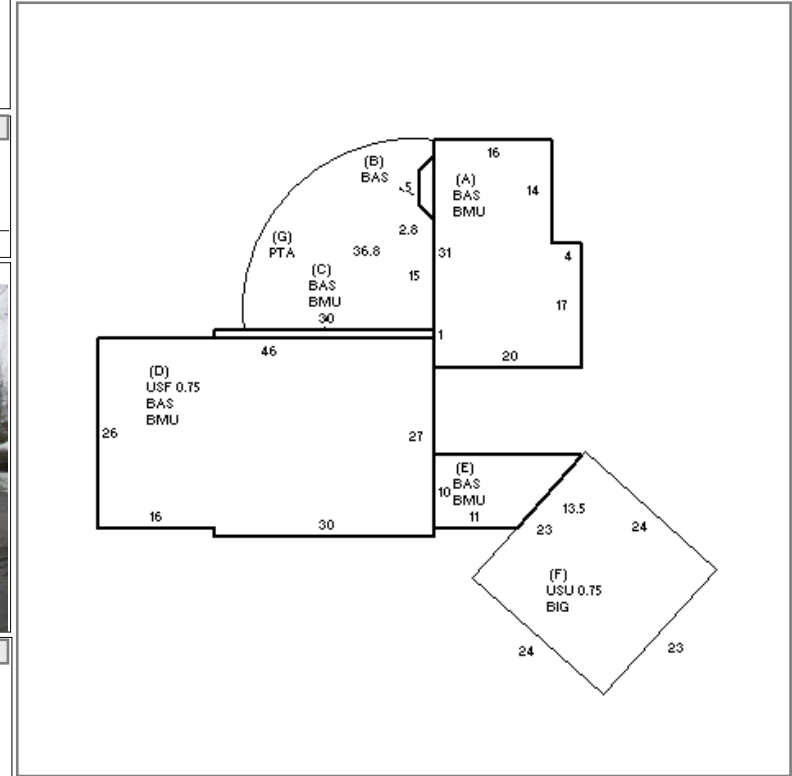 16
(B)
BAS
(A)
BAS
BMU
14
5
2.8
(G)
PTA
36.8
31
4
(C)
BAS
BMU
15
30
17
1
46
20
(D)
USF 0.75
BAS
BMU
26
27
(E)
BAS
BMU
10
11
13.5
24
16
30
23
(F)
USU 0.75
BIG
24
23